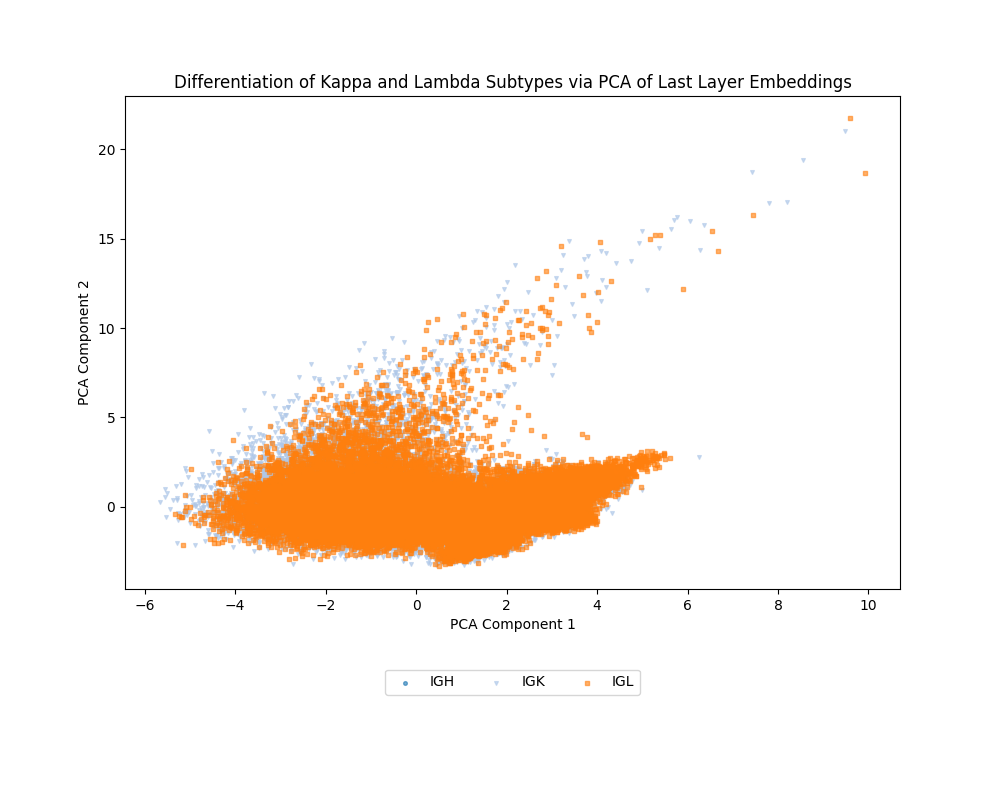 Differentiation of Kappa and Lambda Subtypes via PCA of Last Layer Embeddings
20
15
10
5
0
PCA Component 2
−6 −4 −2 0 2 4 6 8 10
PCA Component 1
IGH IGK IGL